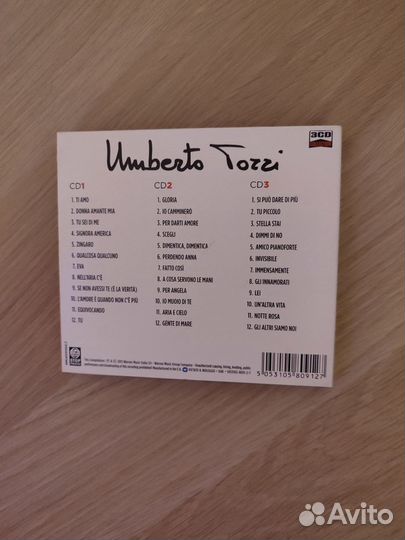 3CD
Umberto Tozzi
CD1
1. TI AMO
2. DONNA AMANTE MIA
3. TU SEI DI ME
4. SIGNORA AMERICA
5. ZINGARO
6. QUALCOSA QUALCUNO
7. EVA
8. NELL'ARIA C'È
9. SE NON AVESSI TE (È LA VERITÀ)
10. L'AMORE È QUANDO NON C'È PIÙ
11. EQUIVOCANDO
12. TU
CD2
1. GLORIA
2. IO CAMMINERÒ
3. PER DARTI AMORE
4. SCEGLI
5. DIMENTICA, DIMENTICA
6. PERDENDO ANNA
7. FATTO COSÌ
8. A COSA SERVONO LE MANI
9. PER ANGELA
10. IO MUOIO DI TE
11. ARIA E CIELO
12. GENTE DI MARE
CD3
1. SI PUÒ DARE DI PIÙ
2. TU PICCOLO
3. STELLA STAI
4. DIMMI DI NO
5. AMICO PIANOFORTE
6. INVISIBILE
7. IMMENSAMENTE
8. GLI INNAMORATI
9. LEI
10. UN'ALTRA VITA
11. NOTTE ROSA
12. GLI ALTRI SIAMO NOI
5 053105 809127
Avito